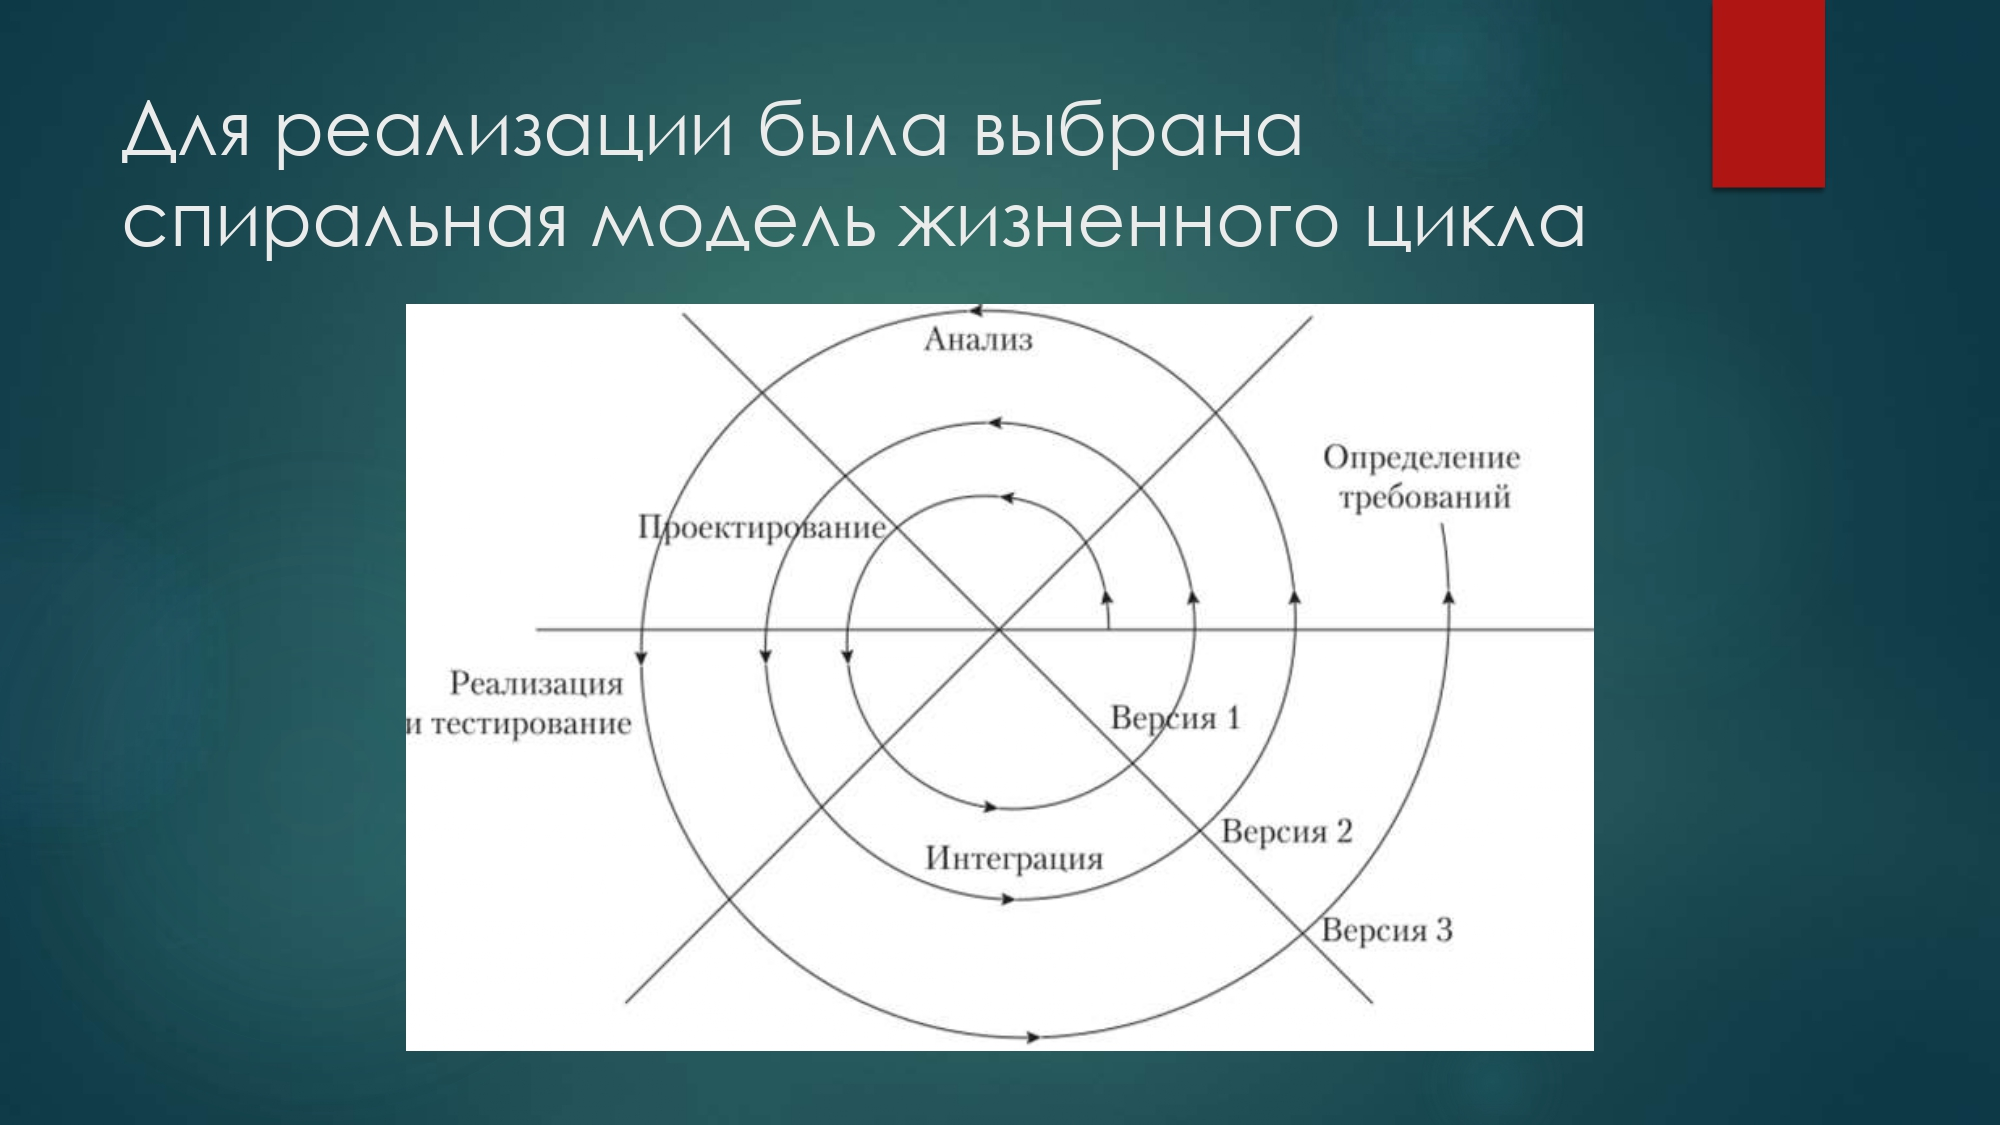 Для реализации была выбрана
спиральная модель жизненного цикла
Анализ
Определение
требований
Проектирование
Реализация
и тестирование
Версия 1
Версия 2
Интеграция
Версия 3